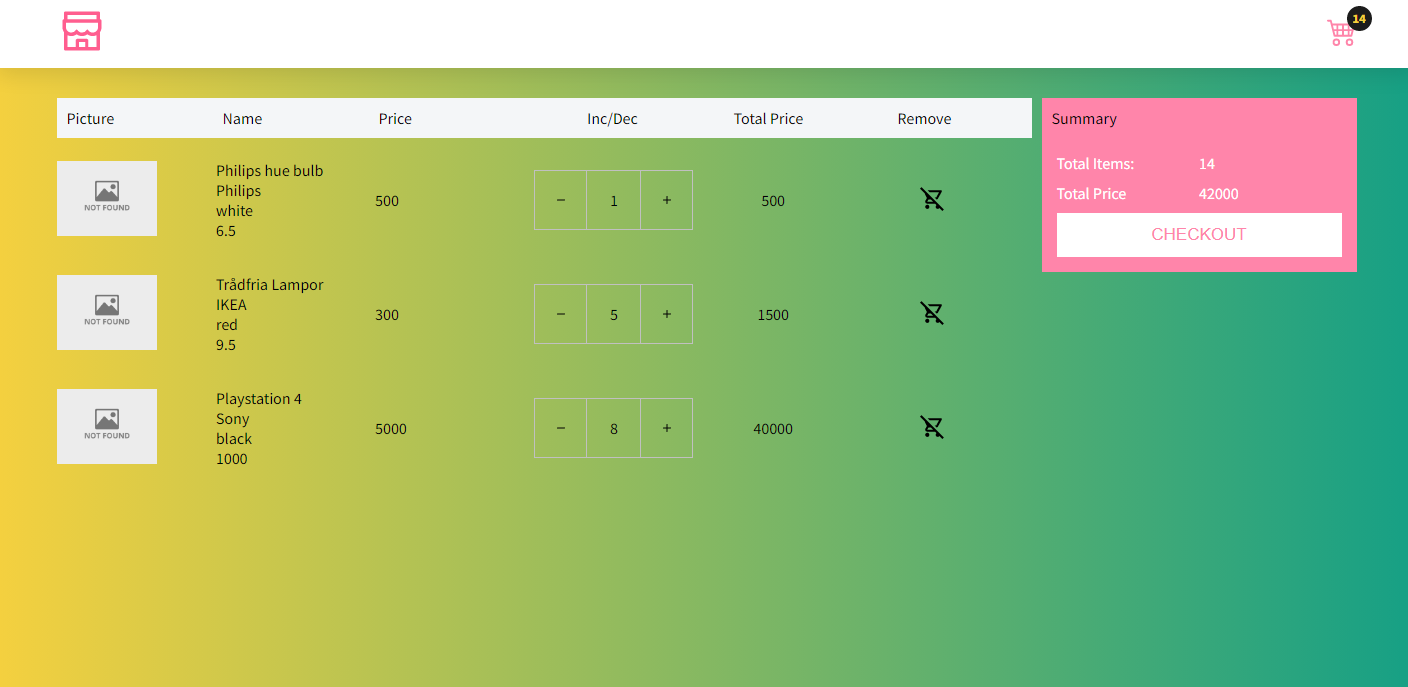 14
Picture Name Price Inc/Dec Total Price Remove
Summary
Total Items: 14
Total Price 42000
CHECKOUT
NOT FOUND
Philips hue bulb
Philips
white
6.5
500
− 1 +
500
NOT FOUND
Trådfria Lampor
IKEA
red
9.5
300
− 5 +
1500
NOT FOUND
Playstation 4
Sony
black
1000
5000
− 8 +
40000